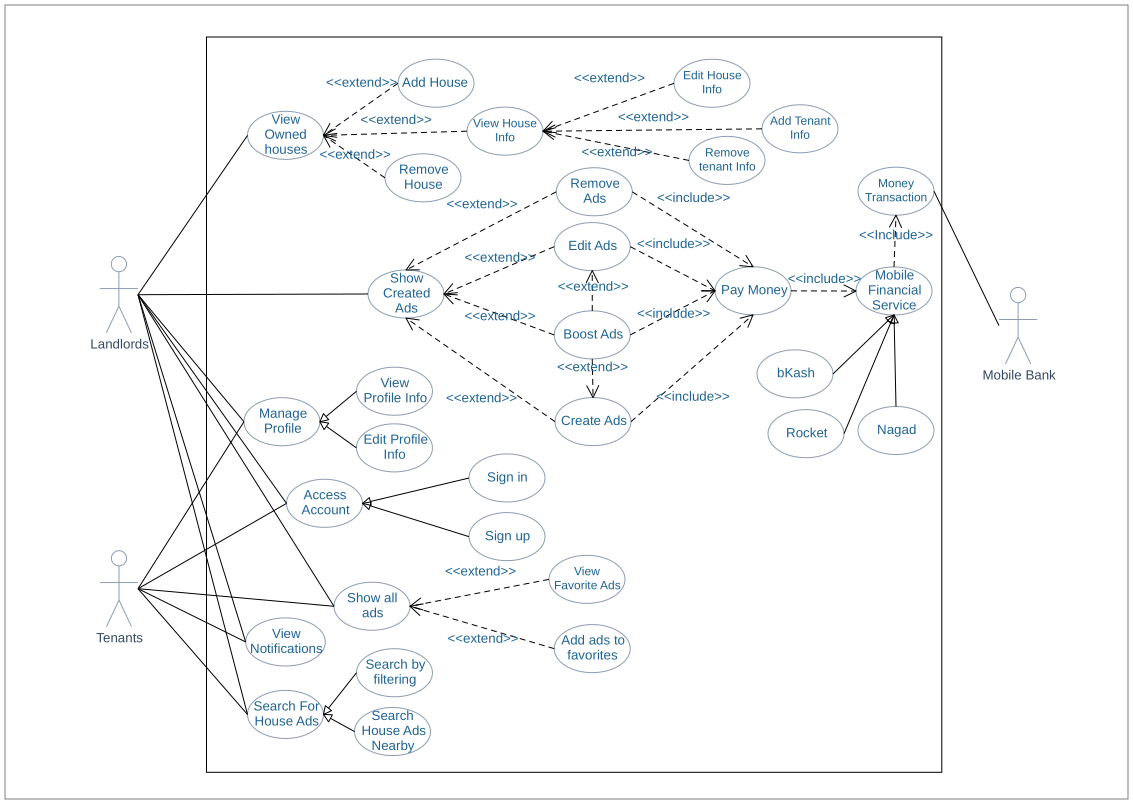 <<extend>>
Add House
<<extend>>
Edit House
Info
View
Owned
houses
<<extend>>
View House
Info
<<extend>>
Add Tenant
Info
<<extend>>
Remove
House
<<extend>>
Remove
tenant Info
Remove
Ads
<<extend>>
<<include>>
Money
Transaction
Edit Ads
<<extend>>
<<include>>
<<Include>>
Show
Created
Ads
<<extend>>
Pay Money
<<include>>
Mobile
Financial
Service
<<extend>>
Boost Ads
<<include>>
Landlords
<<extend>>
bKash
Mobile Bank
View
Profile Info
<<extend>>
Create Ads
<<include>>
Manage
Profile
Edit Profile
Info
Rocket
Nagad
Sign in
Access
Account
Sign up
<<extend>>
View
Favorite Ads
Show all
ads
Tenants
View
Notifications
<<extend>>
Add ads to
favorites
Search by
filtering
Search For
House Ads
Search
House Ads
Nearby